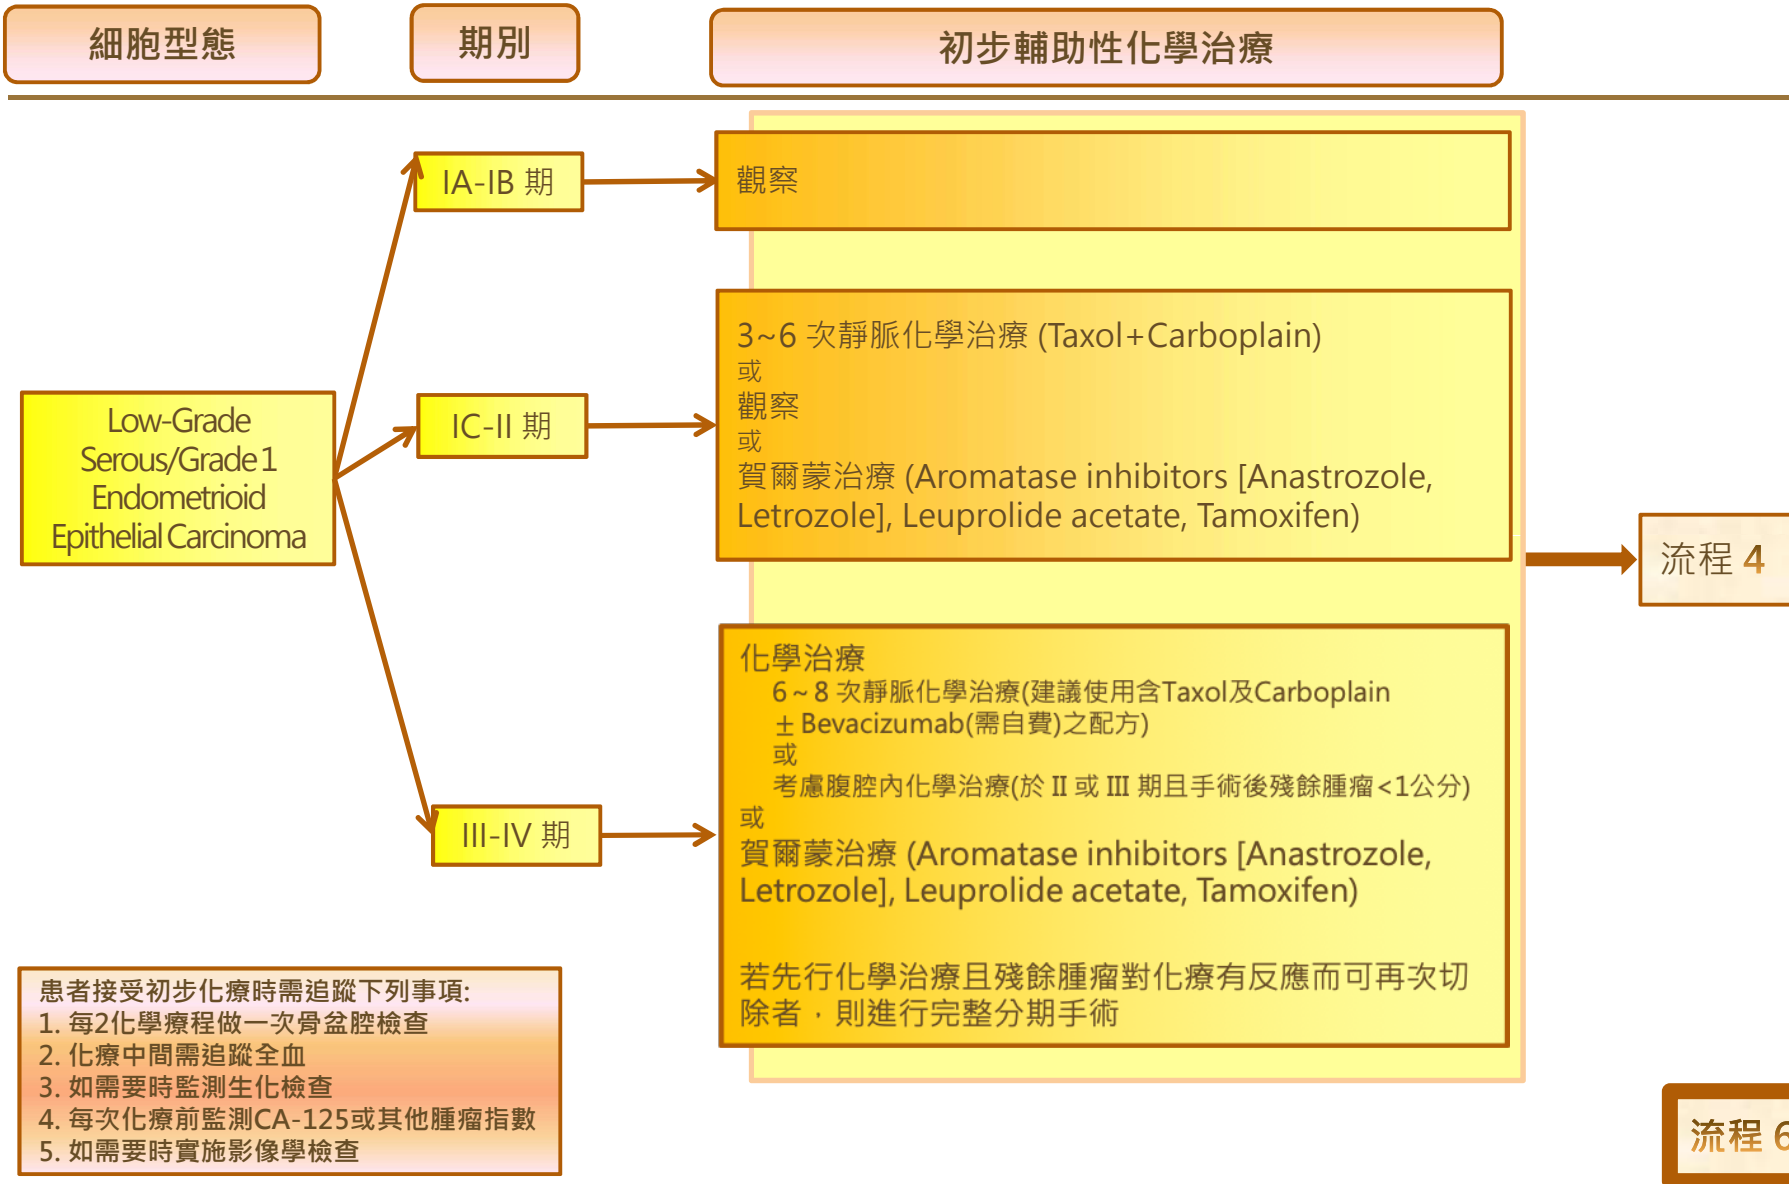 細胞型態
期別
初步輔助性化學治療
IA-IB 期
觀察
Low-Grade
Serous/Grade 1
Endometrioid
Epithelial Carcinoma
IC-II 期
3~6 次靜脈化學治療 (Taxol+Carboplain)
或
觀察
或
賀爾蒙治療 (Aromatase inhibitors [Anastrozole,
Letrozole], Leuprolide acetate, Tamoxifen)
流程 4
III-IV 期
化學治療
6～8 次靜脈化學治療(建議使用含Taxol及Carboplain
± Bevacizumab(需自費)之配方)
或
考慮腹腔內化學治療(於 II 或 III 期且手術後殘餘腫瘤<1公分)
或
賀爾蒙治療 (Aromatase inhibitors [Anastrozole,
Letrozole], Leuprolide acetate, Tamoxifen)
若先行化學治療且殘餘腫瘤對化療有反應而可再次切
除者，則進行完整分期手術
患者接受初步化療時需追蹤下列事項:
1. 每2化學療程做一次骨盆腔檢查
2. 化療中間需追蹤全血
3. 如需要時監測生化檢查
4. 每次化療前監測CA-125或其他腫瘤指數
5. 如需要時實施影像學檢查
流程 6